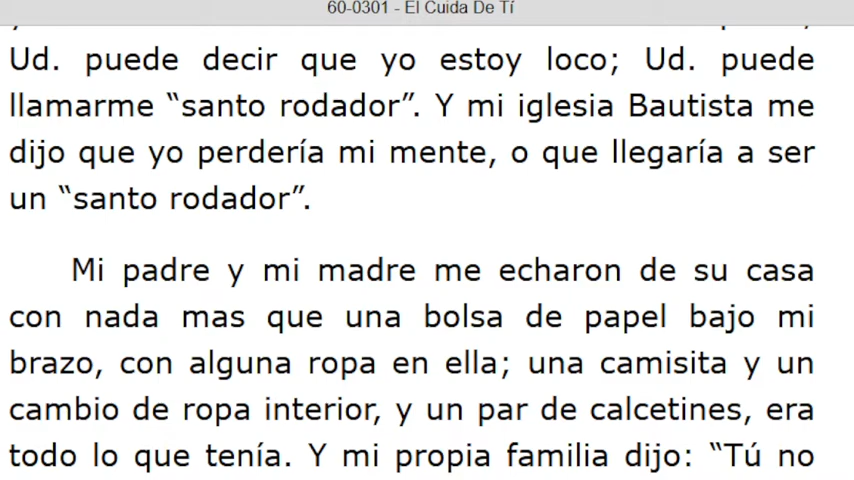 60-0301 - El Cuida De Tí
Ud. puede decir que yo estoy loco; Ud. puede
llamarme “santo rodador”. Y mi iglesia Bautista me
dijo que yo perdería mi mente, o que llegaría a ser
un “santo rodador”.
Mi padre y mi madre me echaron de su casa
con nada mas que una bolsa de papel bajo mi
brazo, con alguna ropa en ella; una camisita y un
cambio de ropa interior, y un par de calcetines, era
todo lo que tenía. Y mi propia familia dijo: “Tú no